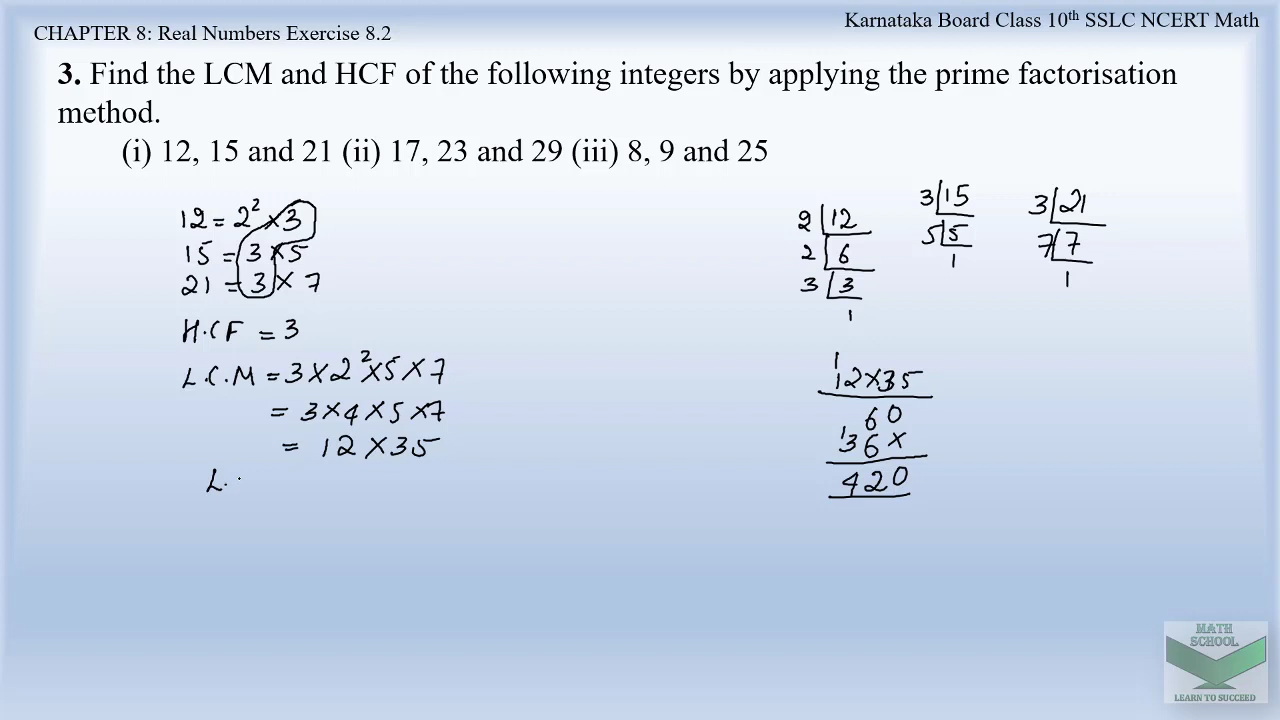 CHAPTER 8: Real Numbers Exercise 8.2
Karnataka Board Class 10th SSLC NCERT Math
3. Find the LCM and HCF of the following integers by applying the prime factorisation
method.
(i) 12, 15 and 21 (ii) 17, 23 and 29 (iii) 8, 9 and 25
12 = 2² × 3
15 = 3 × 5
21 = 3 × 7
H.C.F = 3
L.C.M = 3 × 2² × 5 × 7
= 3 × 4 × 5 × 7
= 12 × 35
L.
2 12
2 6
3 3
1
3 15
5 5
1
3 21
7 7
1
1
12 × 35
60
1
36 ×
420
MATH
SCHOOL
LEARN TO SUCCEED